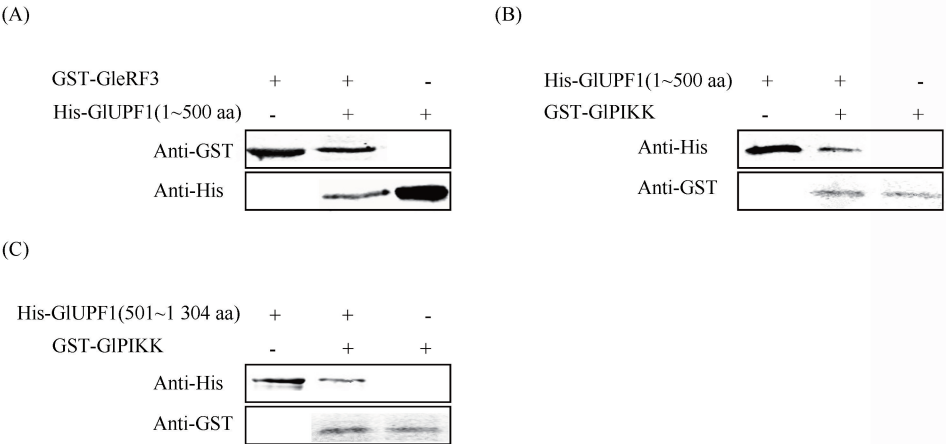 (A)
GST-GleRF3 + + -
His-GlUPF1(1~500 aa) - + +
Anti-GST
Anti-His
(B)
His-GlUPF1(1~500 aa) + + -
GST-GlPIKK - + +
Anti-His
Anti-GST
(C)
His-GlUPF1(501~1 304 aa) + + -
GST-GlPIKK - + +
Anti-His
Anti-GST